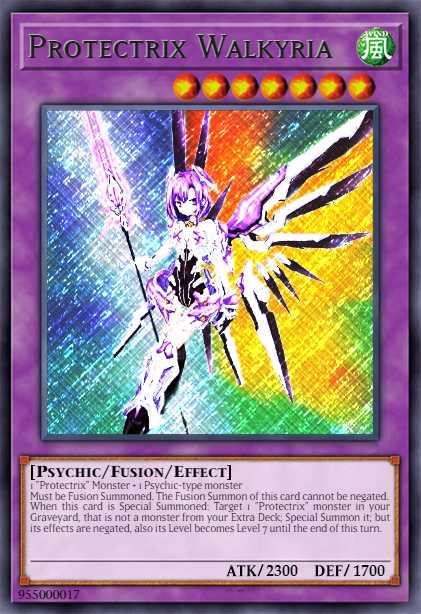 Protectrix Walkyria
WIND
風
[Psychic/Fusion/Effect]
1 "Protectrix" Monster + 1 Psychic-type monster
Must be Fusion Summoned. The Fusion Summon of this card cannot be negated.
When this card is Special Summoned: Target 1 "Protectrix" monster in your
Graveyard, that is not a monster from your Extra Deck; Special Summon it; but
its effects are negated, also its Level becomes Level 7 until the end of this turn.
ATK/2300 DEF/1700
955000017